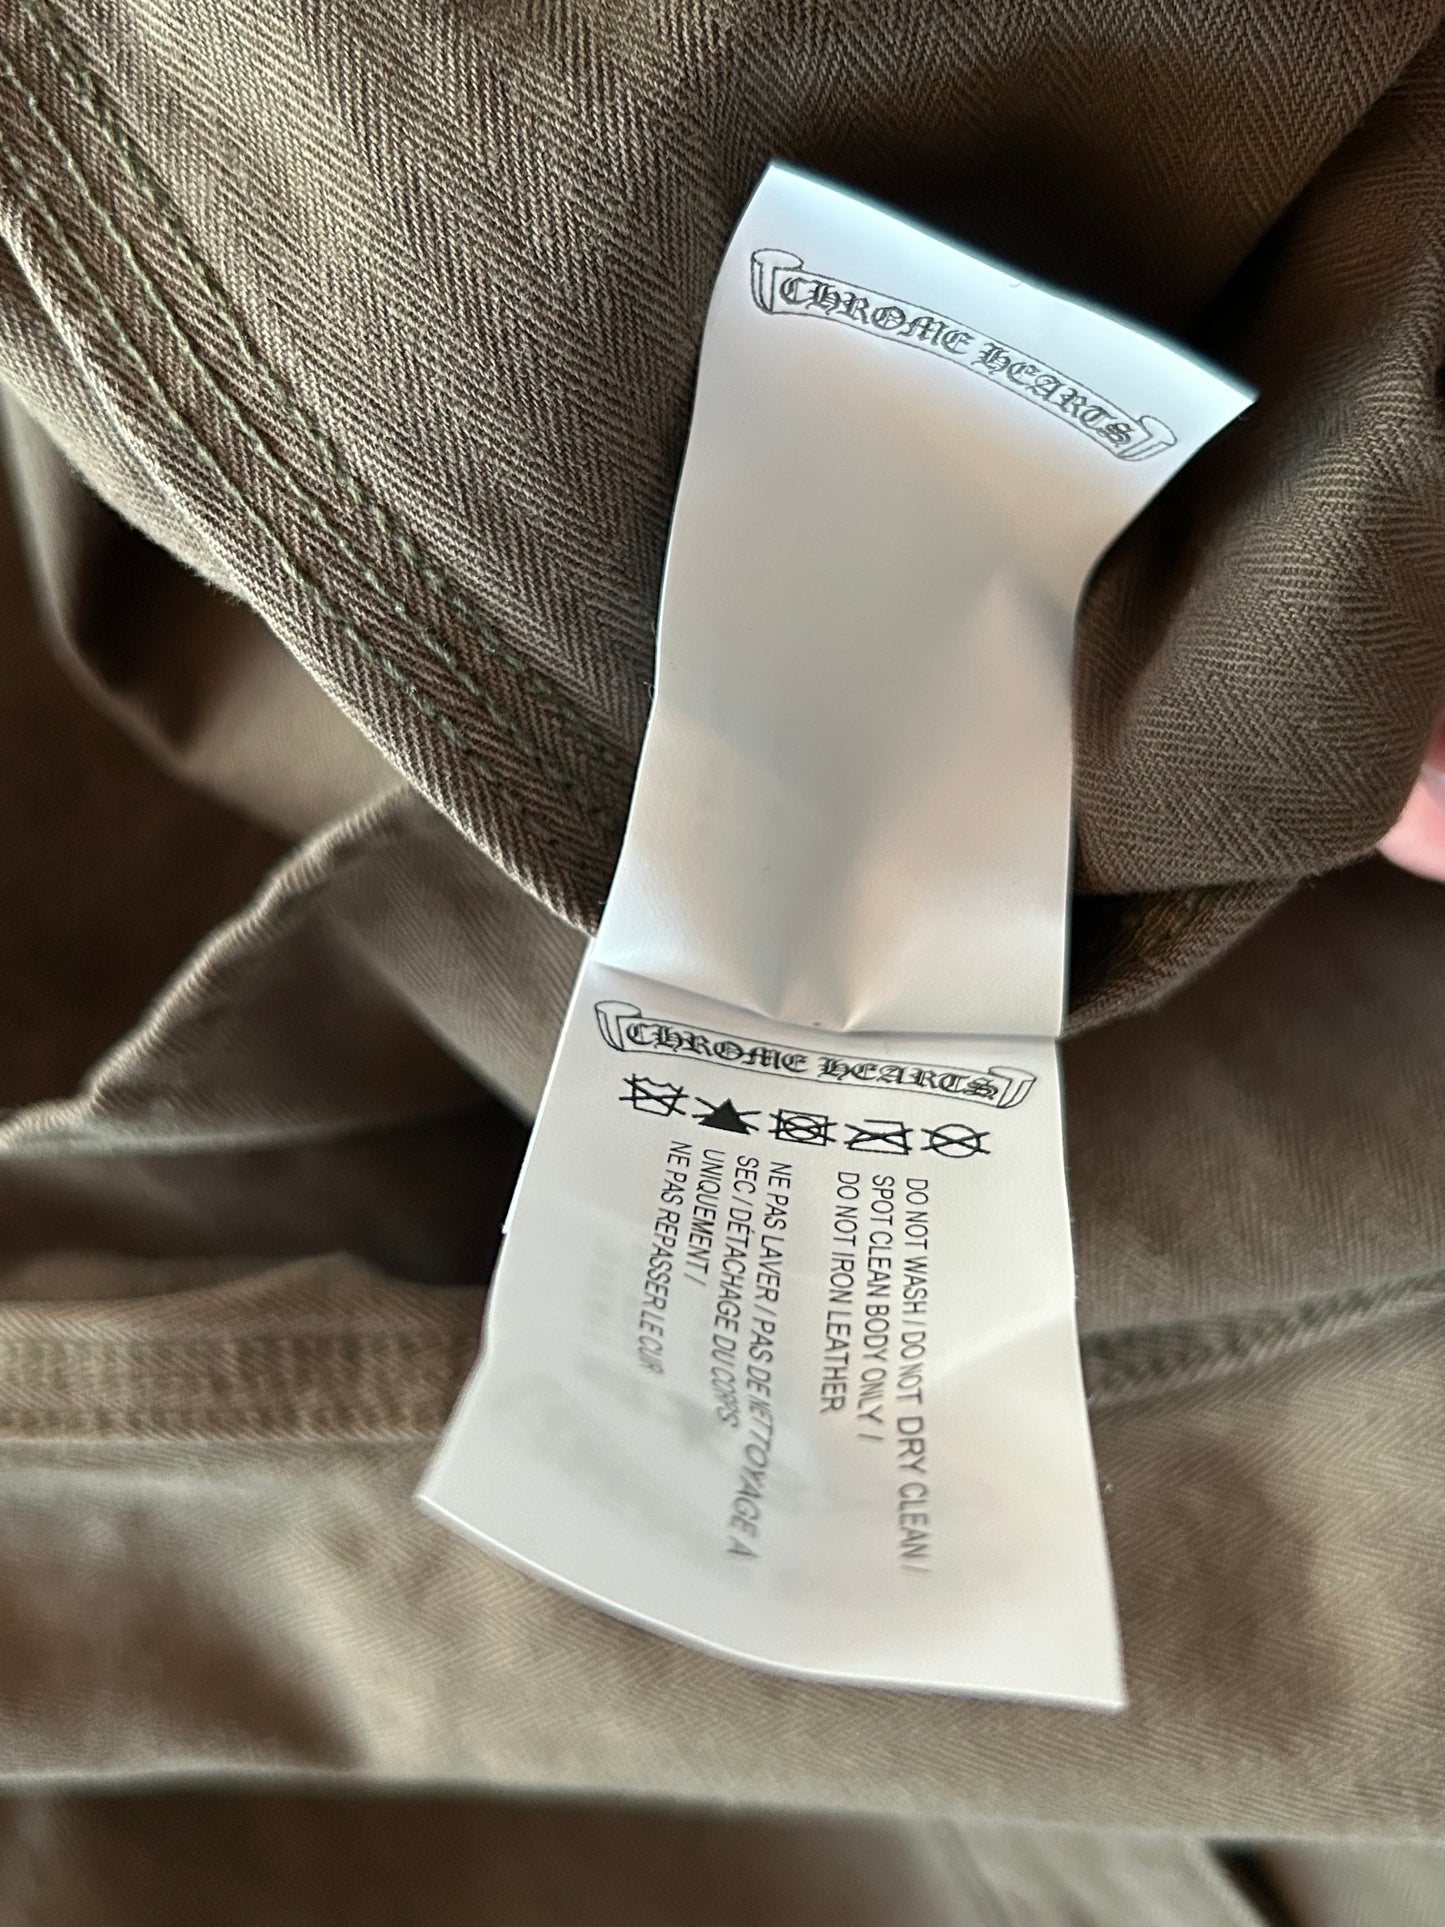 CHROME HEARTS
CHROME HEARTS
DO NOT WASH / DO NOT DRY CLEAN /
SPOT CLEAN BODY ONLY /
DO NOT IRON LEATHER
NE PAS LAVER / PAS DE NETTOYAGE A
SEC / DÉTACHAGE DU CORPS
UNIQUEMENT /
NE PAS REPASSER LE CUR